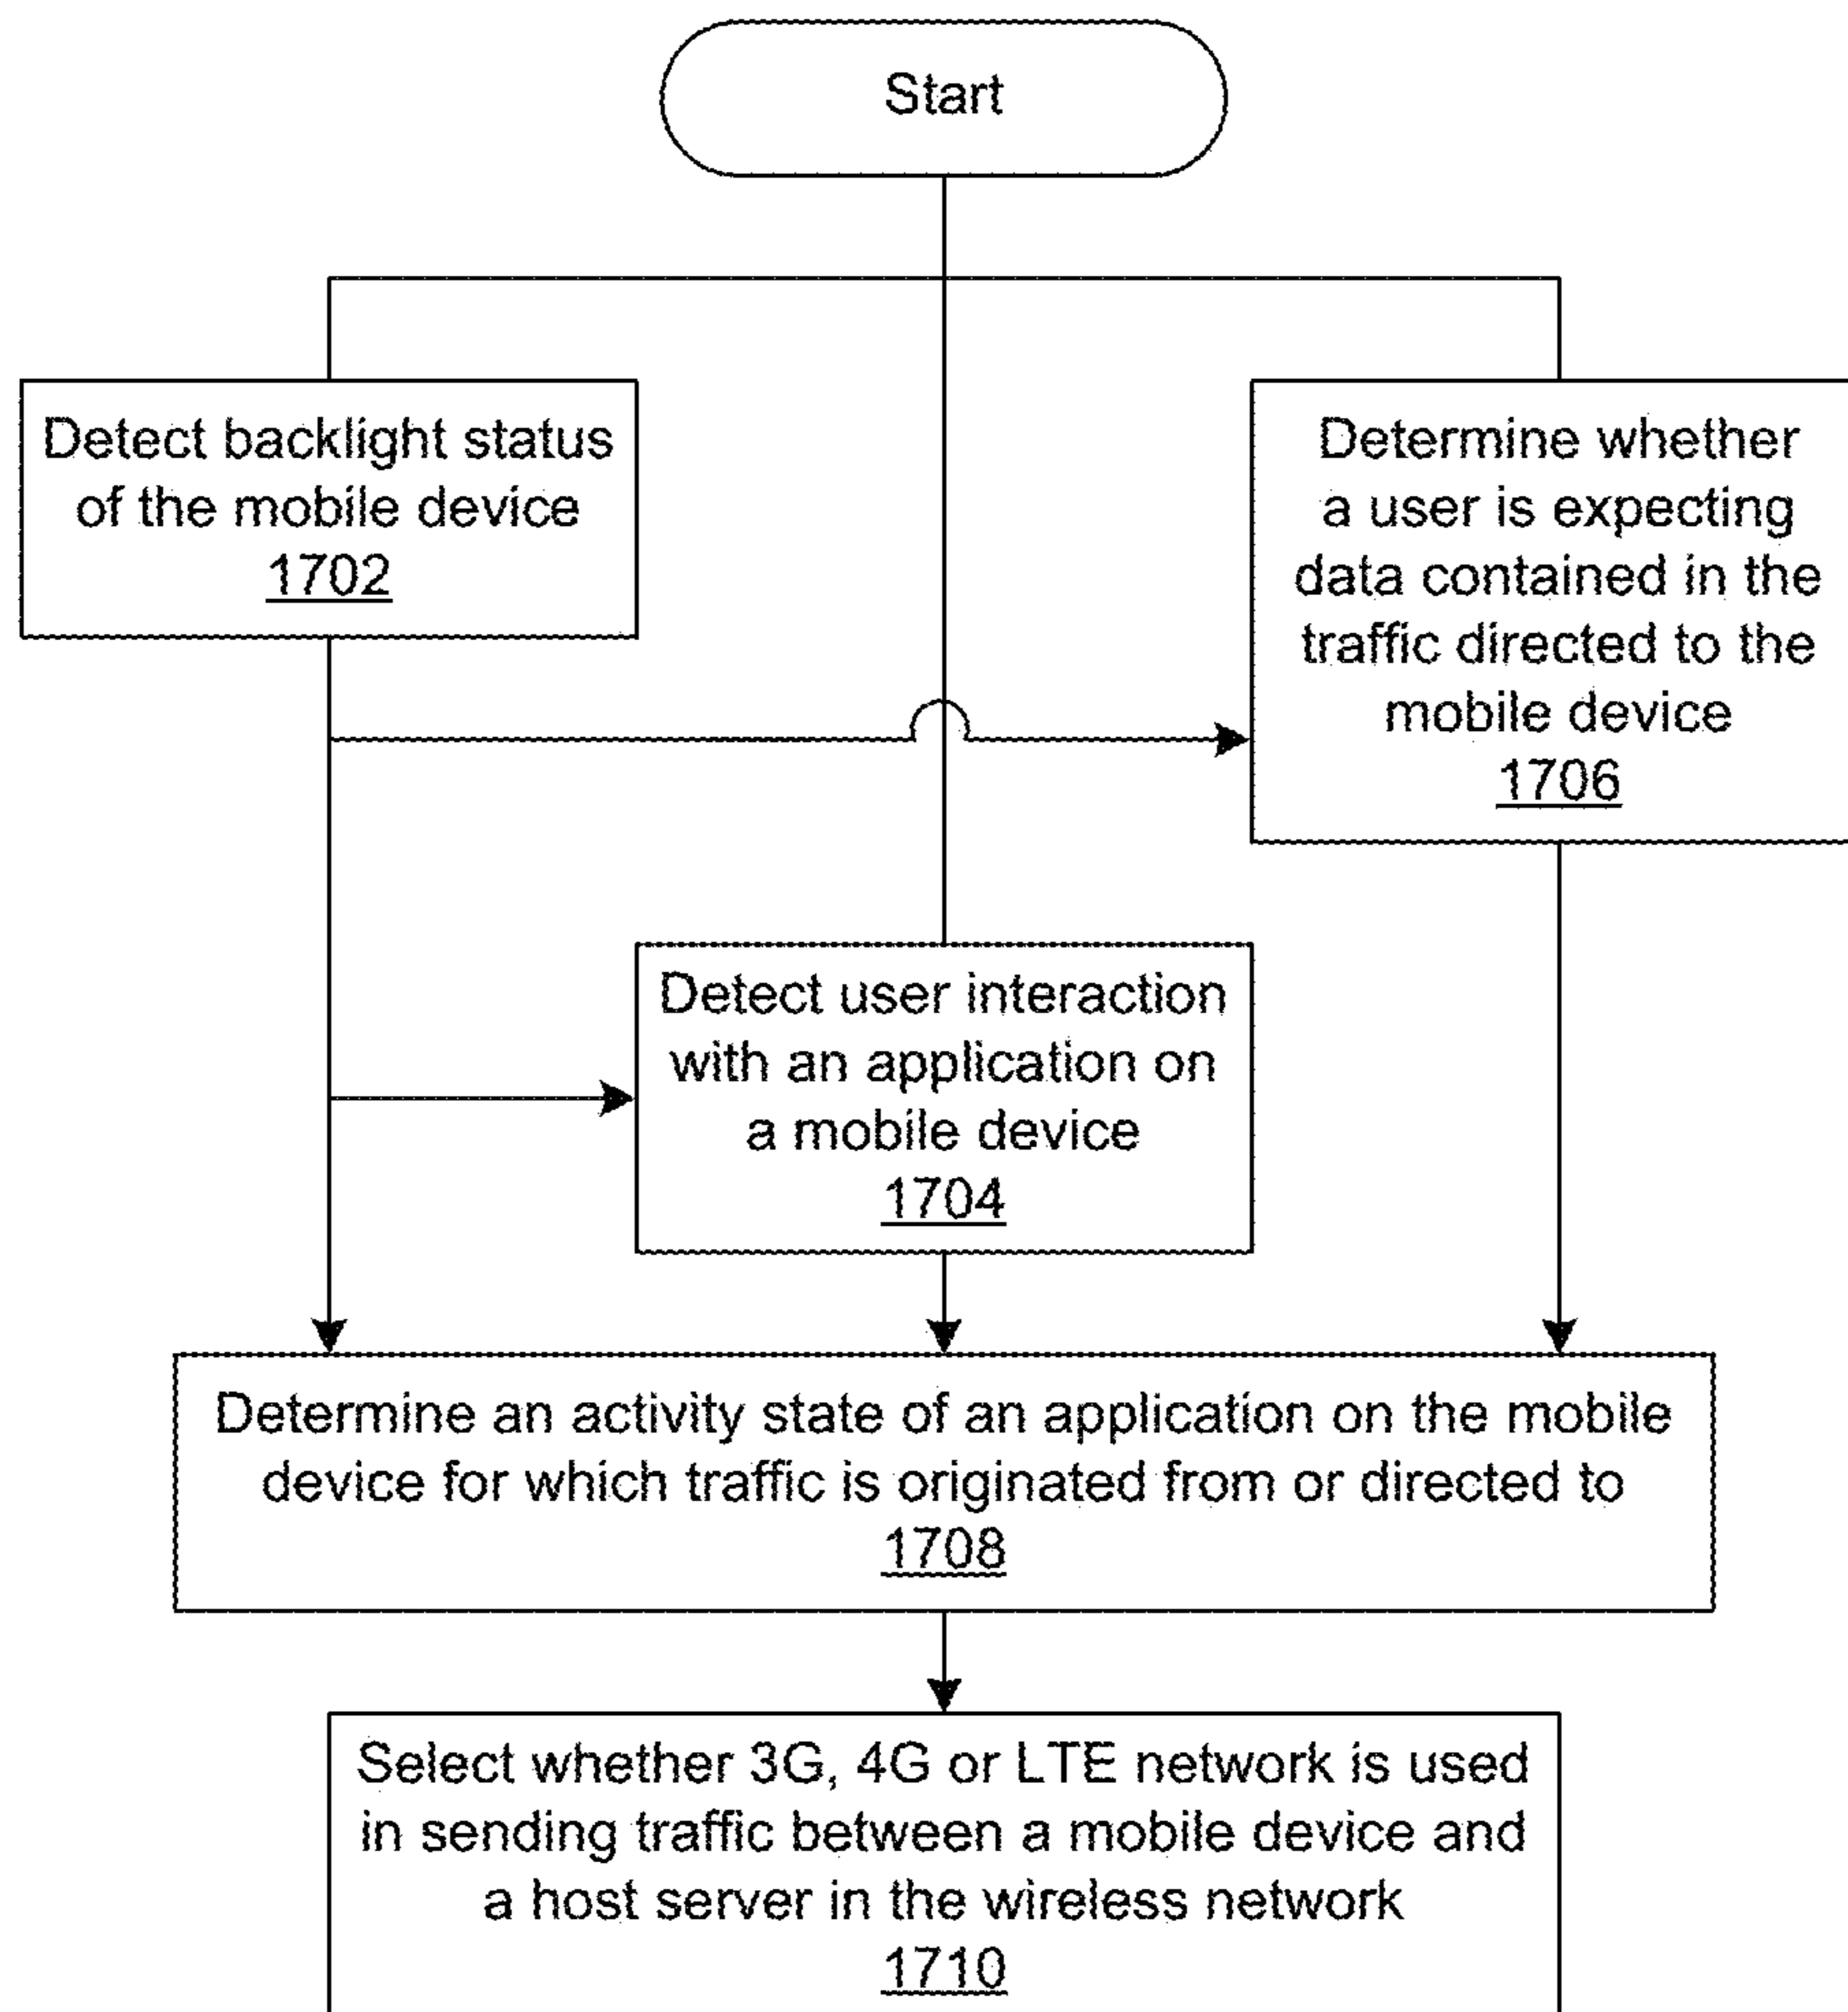 Start
Detect backlight status
of the mobile device
1702
Determine whether
a user is expecting
data contained in the
traffic directed to the
mobile device
1706
Detect user interaction
with an application on
a mobile device
1704
Determine an activity state of an application on the mobile
device for which traffic is originated from or directed to
1708
Select whether 3G, 4G or LTE network is used
in sending traffic between a mobile device and
a host server in the wireless network
1710